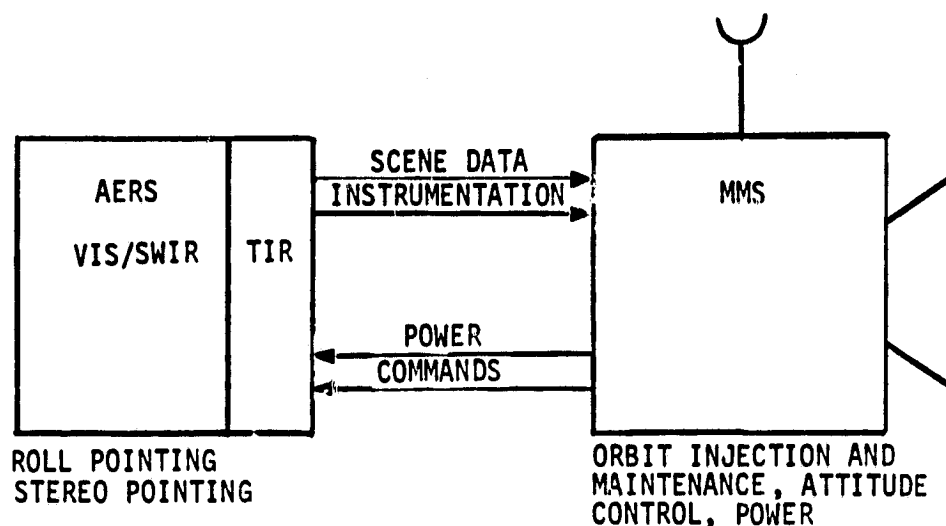 AERS
VIS/SWIR
TIR
SCENE DATA
INSTRUMENTATION
POWER
COMMANDS
MMS
ROLL POINTING
STEREO POINTING
ORBIT INJECTION AND
MAINTENANCE, ATTITUDE
CONTROL, POWER